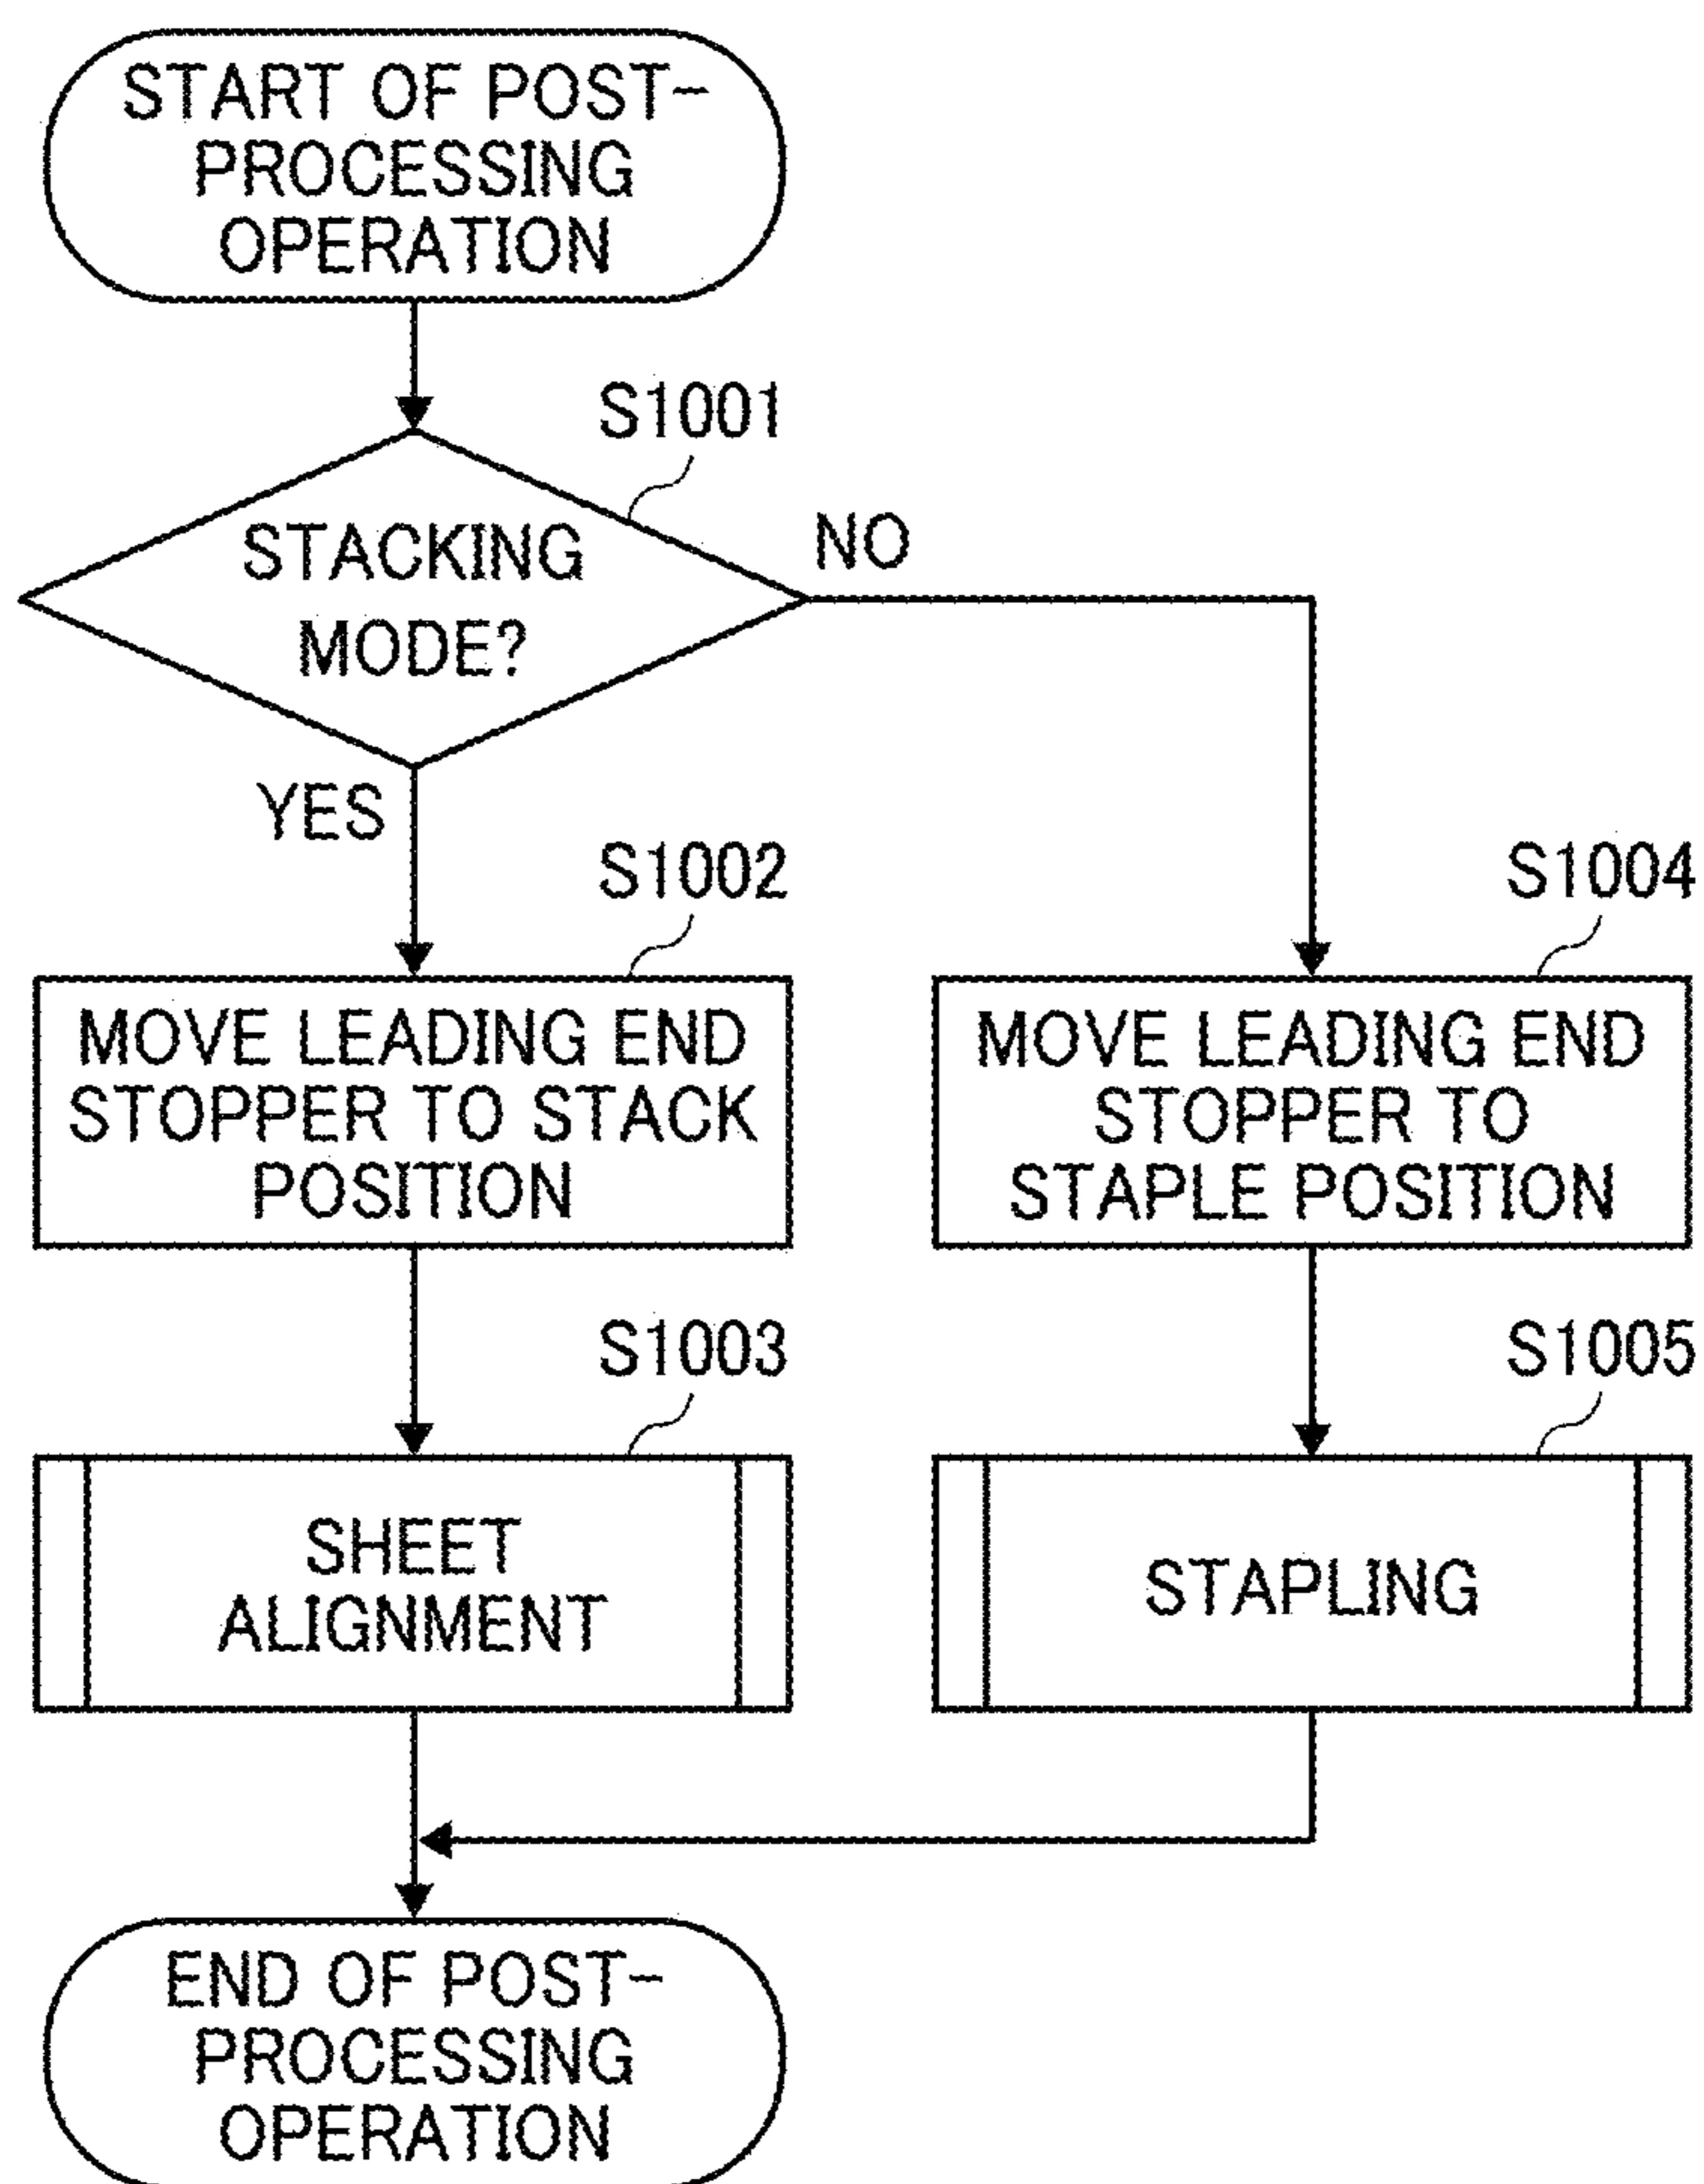 START OF POST-
PROCESSING
OPERATION
S1001
STACKING
MODE?
NO
YES
S1002
MOVE LEADING END
STOPPER TO STACK
POSITION
S1004
MOVE LEADING END
STOPPER TO
STAPLE POSITION
S1003
SHEET
ALIGNMENT
S1005
STAPLING
END OF POST-
PROCESSING
OPERATION